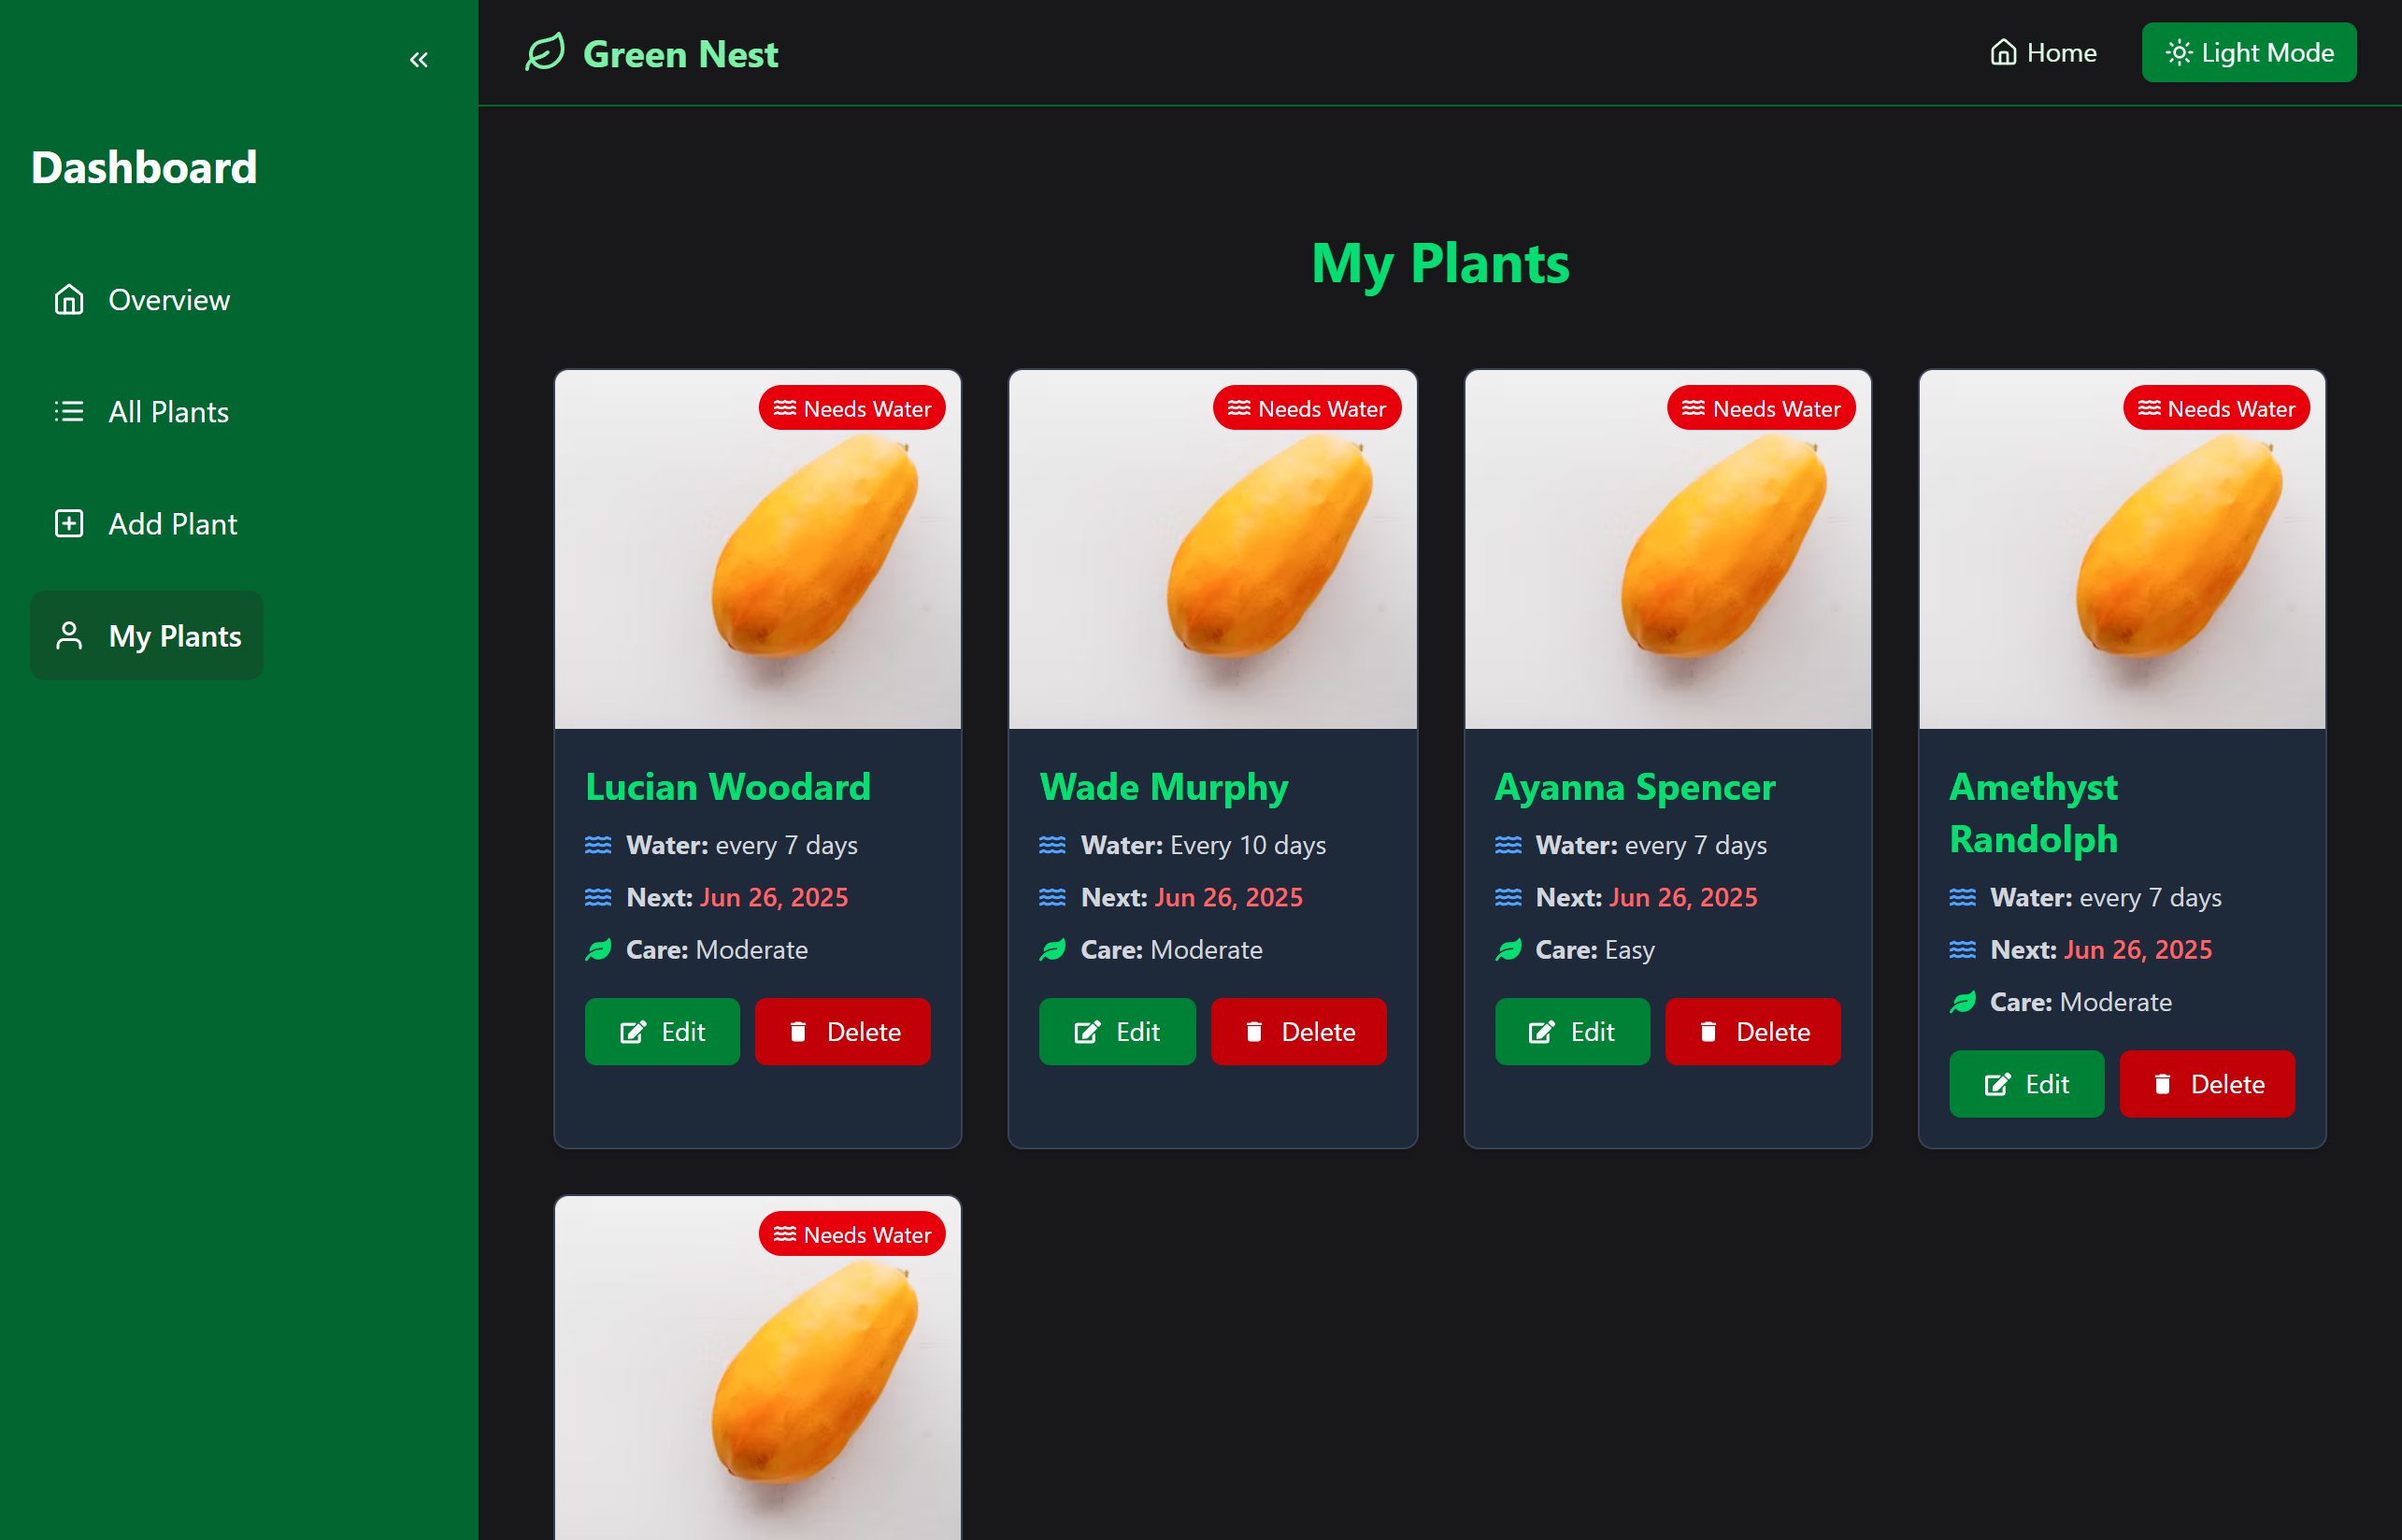 Dashboard
Overview
All Plants
Add Plant
My Plants
Green Nest
Home
Light Mode
My Plants
Needs Water
Lucian Woodard
Water: every 7 days
Next: Jun 26, 2025
Care: Moderate
Edit
Delete
Needs Water
Wade Murphy
Water: Every 10 days
Next: Jun 26, 2025
Care: Moderate
Edit
Delete
Needs Water
Ayanna Spencer
Water: every 7 days
Next: Jun 26, 2025
Care: Easy
Edit
Delete
Needs Water
Amethyst
Randolph
Water: every 7 days
Next: Jun 26, 2025
Care: Moderate
Edit
Delete
Needs Water